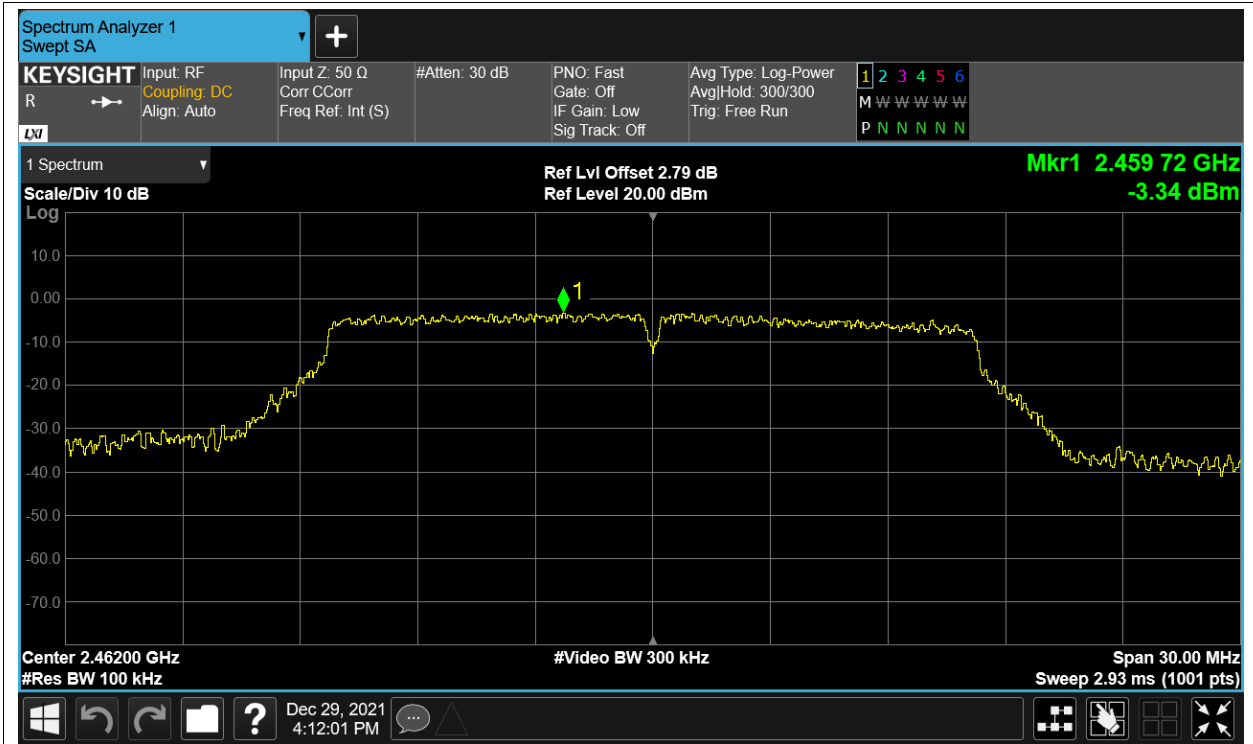 Spectrum Analyzer 1
Swept SA
KEYSIGHT
R
LXI
Input: RF
Coupling: DC
Align: Auto
Input Z: 50 Ω
Corr CCorr
Freq Ref: Int (S)
#Atten: 30 dB
PNO: Fast
Gate: Off
IF Gain: Low
Sig Track: Off
Avg Type: Log-Power
Avg|Hold: 300/300
Trig: Free Run
1 2 3 4 5 6
M W W W W W W
P N N N N N N
1 Spectrum
Scale/Div 10 dB
Ref Lvl Offset 2.79 dB
Ref Level 20.00 dBm
Mkr1 2.459 72 GHz
-3.34 dBm
Log
10.0
0.00
1
-10.0
-20.0
-30.0
-40.0
-50.0
-60.0
-70.0
Center 2.46200 GHz
#Video BW 300 kHz
Span 30.00 MHz
#Res BW 100 kHz
Sweep 2.93 ms (1001 pts)
?
Dec 29, 2021
4:12:01 PM